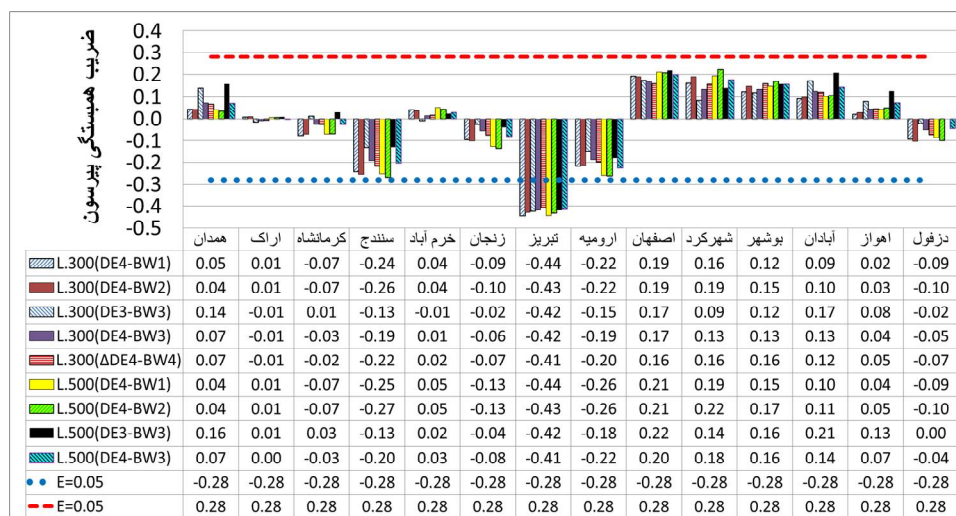 ضریب همبستگی پیرسون
0.4
0.3
0.2
0.1
0.0
-0.1
-0.2
-0.3
-0.4
-0.5
همدان اراک کرمانشاه سنندج خرم آباد زنجان تبریز ارومیه اصفهان شهرکرد بوشهر آبادان اهواز دزفول
L.300(DE4-BW1) 0.05 0.01 -0.07 -0.24 0.04 -0.09 -0.44 -0.22 0.19 0.16 0.12 0.09 0.02 -0.09
L.300(DE4-BW2) 0.04 0.01 -0.07 -0.26 0.04 -0.10 -0.43 -0.22 0.19 0.19 0.15 0.10 0.03 -0.10
L.300(DE3-BW3) 0.14 -0.01 0.01 -0.13 -0.01 -0.02 -0.42 -0.15 0.17 0.09 0.12 0.17 0.08 -0.02
L.300(DE4-BW3) 0.07 -0.01 -0.03 -0.19 0.01 -0.06 -0.42 -0.19 0.17 0.13 0.13 0.13 0.04 -0.05
L.300(ΔDE4-BW4) 0.07 -0.01 -0.02 -0.22 0.02 -0.07 -0.41 -0.20 0.16 0.16 0.16 0.12 0.05 -0.07
L.500(DE4-BW1) 0.04 0.01 -0.07 -0.25 0.05 -0.13 -0.44 -0.26 0.21 0.19 0.15 0.10 0.04 -0.09
L.500(DE4-BW2) 0.04 0.01 -0.07 -0.27 0.05 -0.13 -0.43 -0.26 0.21 0.22 0.17 0.11 0.05 -0.10
L.500(DE3-BW3) 0.16 0.01 0.03 -0.13 0.02 -0.04 -0.42 -0.18 0.22 0.14 0.16 0.21 0.13 0.00
L.500(DE4-BW3) 0.07 0.00 -0.03 -0.20 0.03 -0.08 -0.41 -0.22 0.20 0.18 0.16 0.14 0.07 -0.04
E=0.05 -0.28 -0.28 -0.28 -0.28 -0.28 -0.28 -0.28 -0.28 -0.28 -0.28 -0.28 -0.28 -0.28 -0.28
E=0.05 0.28 0.28 0.28 0.28 0.28 0.28 0.28 0.28 0.28 0.28 0.28 0.28 0.28 0.28